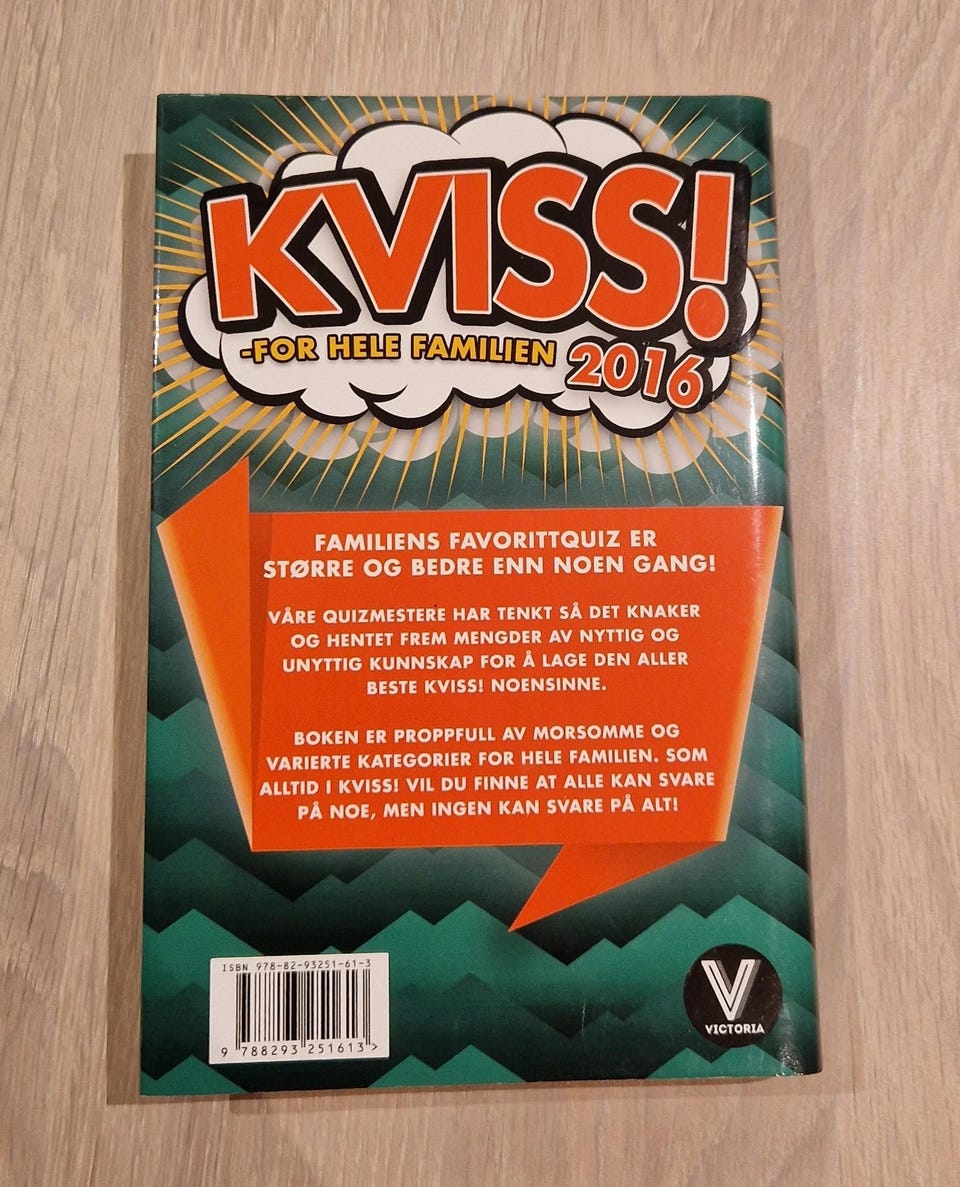 KVISS!
-FOR HELE FAMILIEN 2016
FAMILIENS FAVORITTQUIZ ER
STØRRE OG BEDRE ENN NOEN GANG!
VÅRE QUIZMESTERE HAR TENKT SÅ DET KNAKER
OG HENTET FREM MENGDER AV NYTTIG OG
UNYTTIG KUNNSKAP FOR Å LAGE DEN ALLER
BESTE KVISS! NOENSINNE.
BOKEN ER PROPPFULL AV MORSOMME OG
VARIERTE KATEGORIER FOR HELE FAMILIEN. SOM
ALLTID I KVISS! VIL DU FINNE AT ALLE KAN SVARE
PÅ NOE, MEN INGEN KAN SVARE PÅ ALT!
ISBN 978-82-93251-61-3
9 788293 251613 >
V
VICTORIA